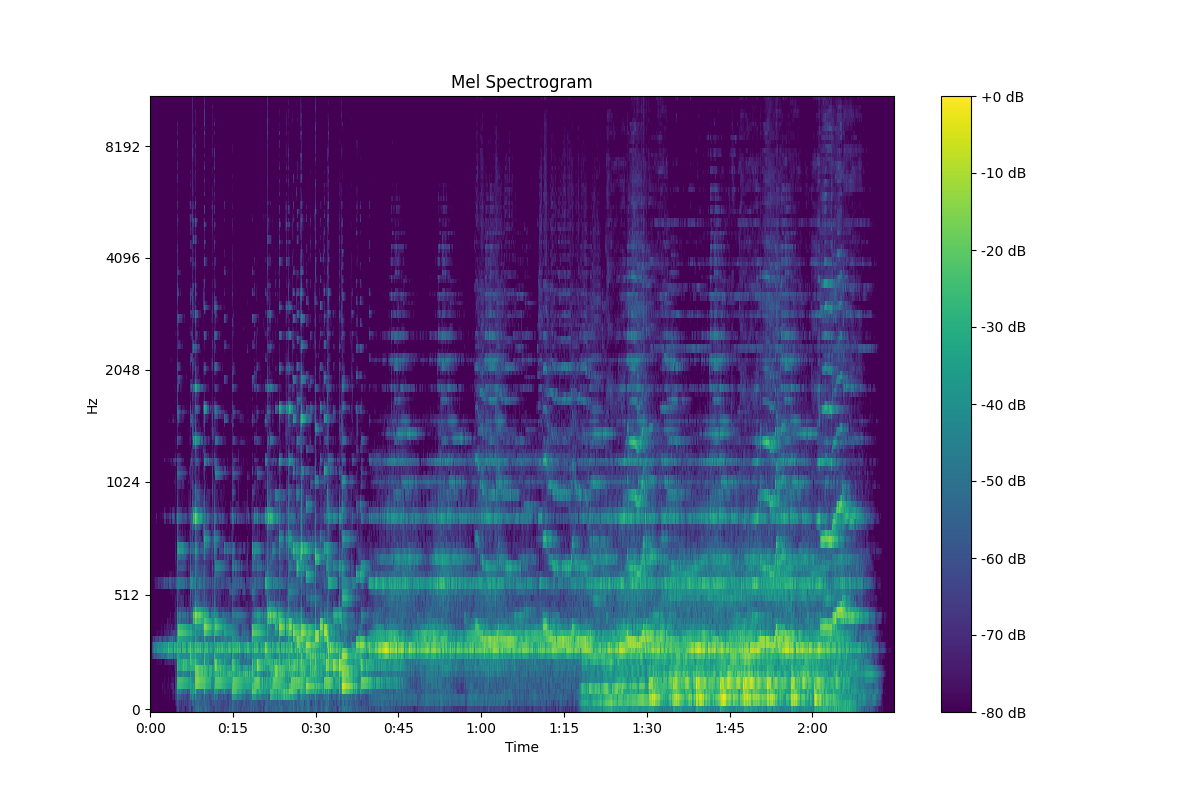 Mel Spectrogram
8192
4096
2048
1024
512
0
Hz
0:00 0:15 0:30 0:45 1:00 1:15 1:30 1:45 2:00
Time
+0 dB
-10 dB
-20 dB
-30 dB
-40 dB
-50 dB
-60 dB
-70 dB
-80 dB